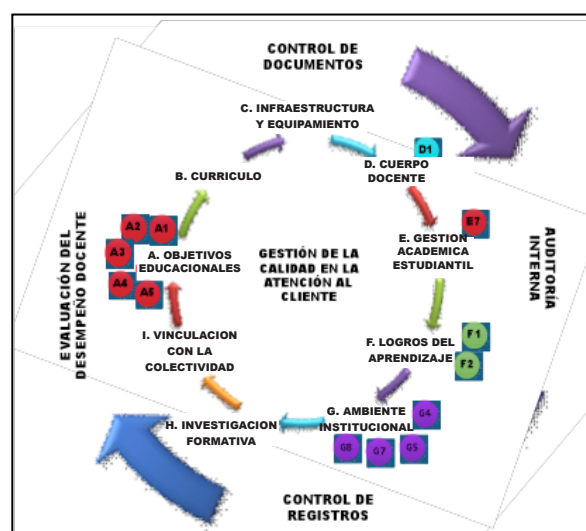 CONTROL DE
DOCUMENTOS
C. INFRAESTRUCTURA
Y EQUIPAMIENTO
D1
D. CUERPO
DOCENTE
B. CURRICULO
A2
A1
A3
A. OBJETIVOS
EDUCACIONALES
A4
A5
E7
E. GESTION
ACADEMICA
ESTUDIANTIL
GESTIÓN DE LA
CALIDAD EN LA
ATENCIÓN AL
CLIENTE
EVALUACIÓN DEL
DESEMPEÑO DOCENTE
AUDITORÍA
INTERNA
I. VINCULACION
CON LA
COLECTIVIDAD
F. LOGROS DEL
APRENDIZAJE
F1
F2
G. AMBIENTE
INSTITUCIONAL
G4
G8
G7
G5
H. INVESTIGACION
FORMATIVA
CONTROL DE
REGISTROS